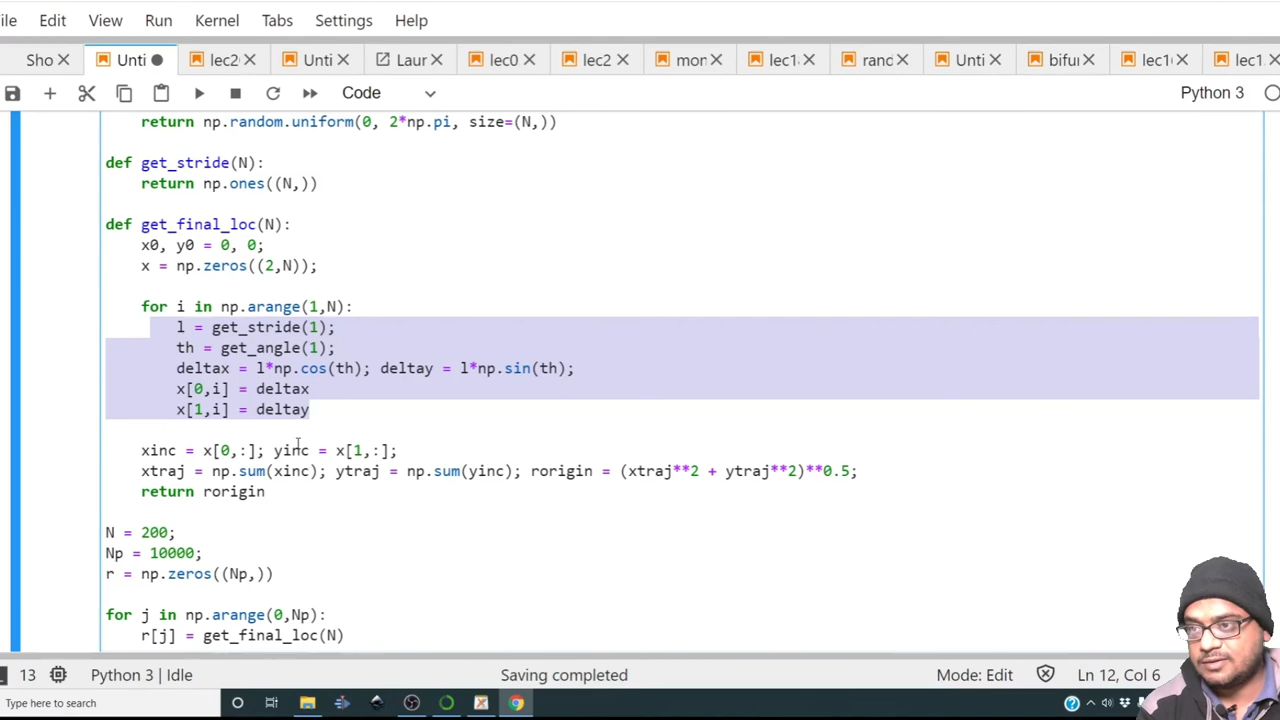 ile Edit View Run Kernel Tabs Settings Help
Sho Unti lec2 Unti Laur lec0 lec2 mor lec1 rand Unti bifur lec1 lec1
Code Python 3
return np.random.uniform(0, 2*np.pi, size=(N,))
def get_stride(N):
return np.ones((N,))
def get_final_loc(N):
x0, y0 = 0, 0;
x = np.zeros((2,N));
for i in np.arange(1,N):
l = get_stride(1);
th = get_angle(1);
deltax = l*np.cos(th); deltay = l*np.sin(th);
x[0,i] = deltax
x[1,i] = deltay
xinc = x[0,:]; yinc = x[1,:];
xtraj = np.sum(xinc); ytraj = np.sum(yinc); rorigin = (xtraj**2 + ytraj**2)**0.5;
return rorigin
N = 200;
Np = 10000;
r = np.zeros((Np,))
for j in np.arange(0,Np):
r[j] = get_final_loc(N)
13 Python 3 | Idle Saving completed Mode: Edit Ln 12, Col 6
Type here to search